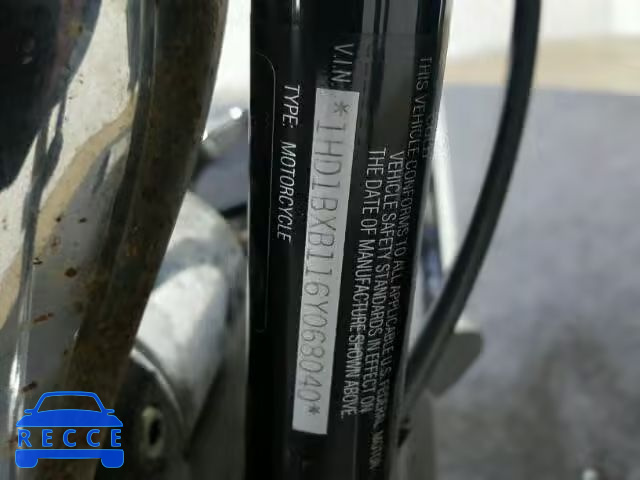 THIS VEHICLE CONFORMS TO ALL APPLICABLE U.S. FEDERAL MOTOR
VEHICLE SAFETY STANDARDS IN EFFECT ON
THE DATE OF MANUFACTURE SHOWN ABOVE.
V.I.N. *1HD1BXB116Y068040*
TYPE: MOTORCYCLE
RECCE